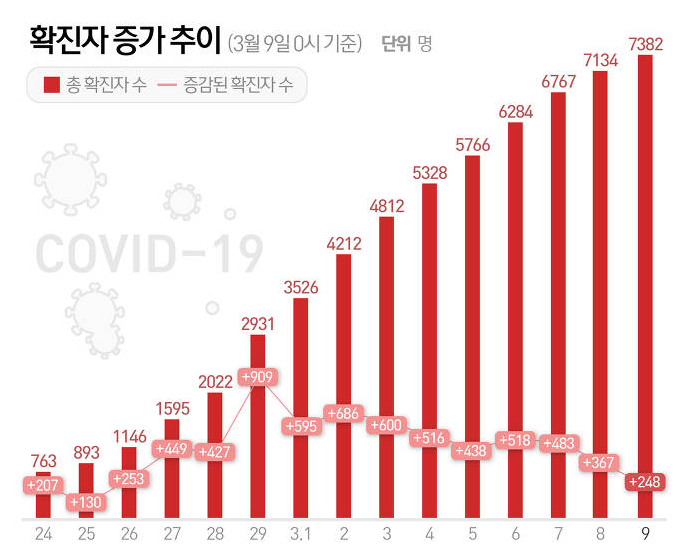 확진자 증가 추이 (3월 9일 0시 기준) 단위 명
총 확진자 수 증감된 확진자 수
COVID-19
763 893 1146 1595 2022 2931 3526 4212 4812 5328 5766 6284 6767 7134 7382
+207 +130 +253 +449 +427 +909 +595 +686 +600 +516 +438 +518 +483 +367 +248
24 25 26 27 28 29 3.1 2 3 4 5 6 7 8 9